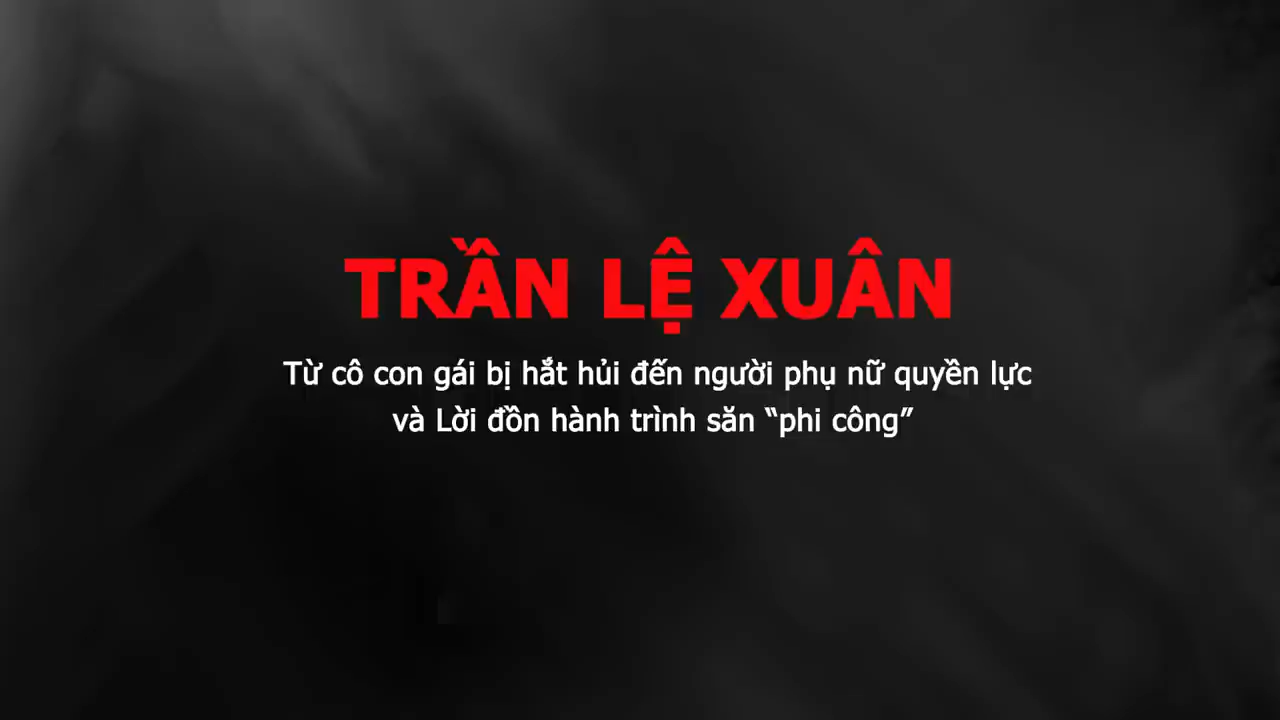 TRẦN LỆ XUÂN
Từ cô con gái bị hắt hủi đến người phụ nữ quyền lực
và Lời đồn hành trình săn “phi công”